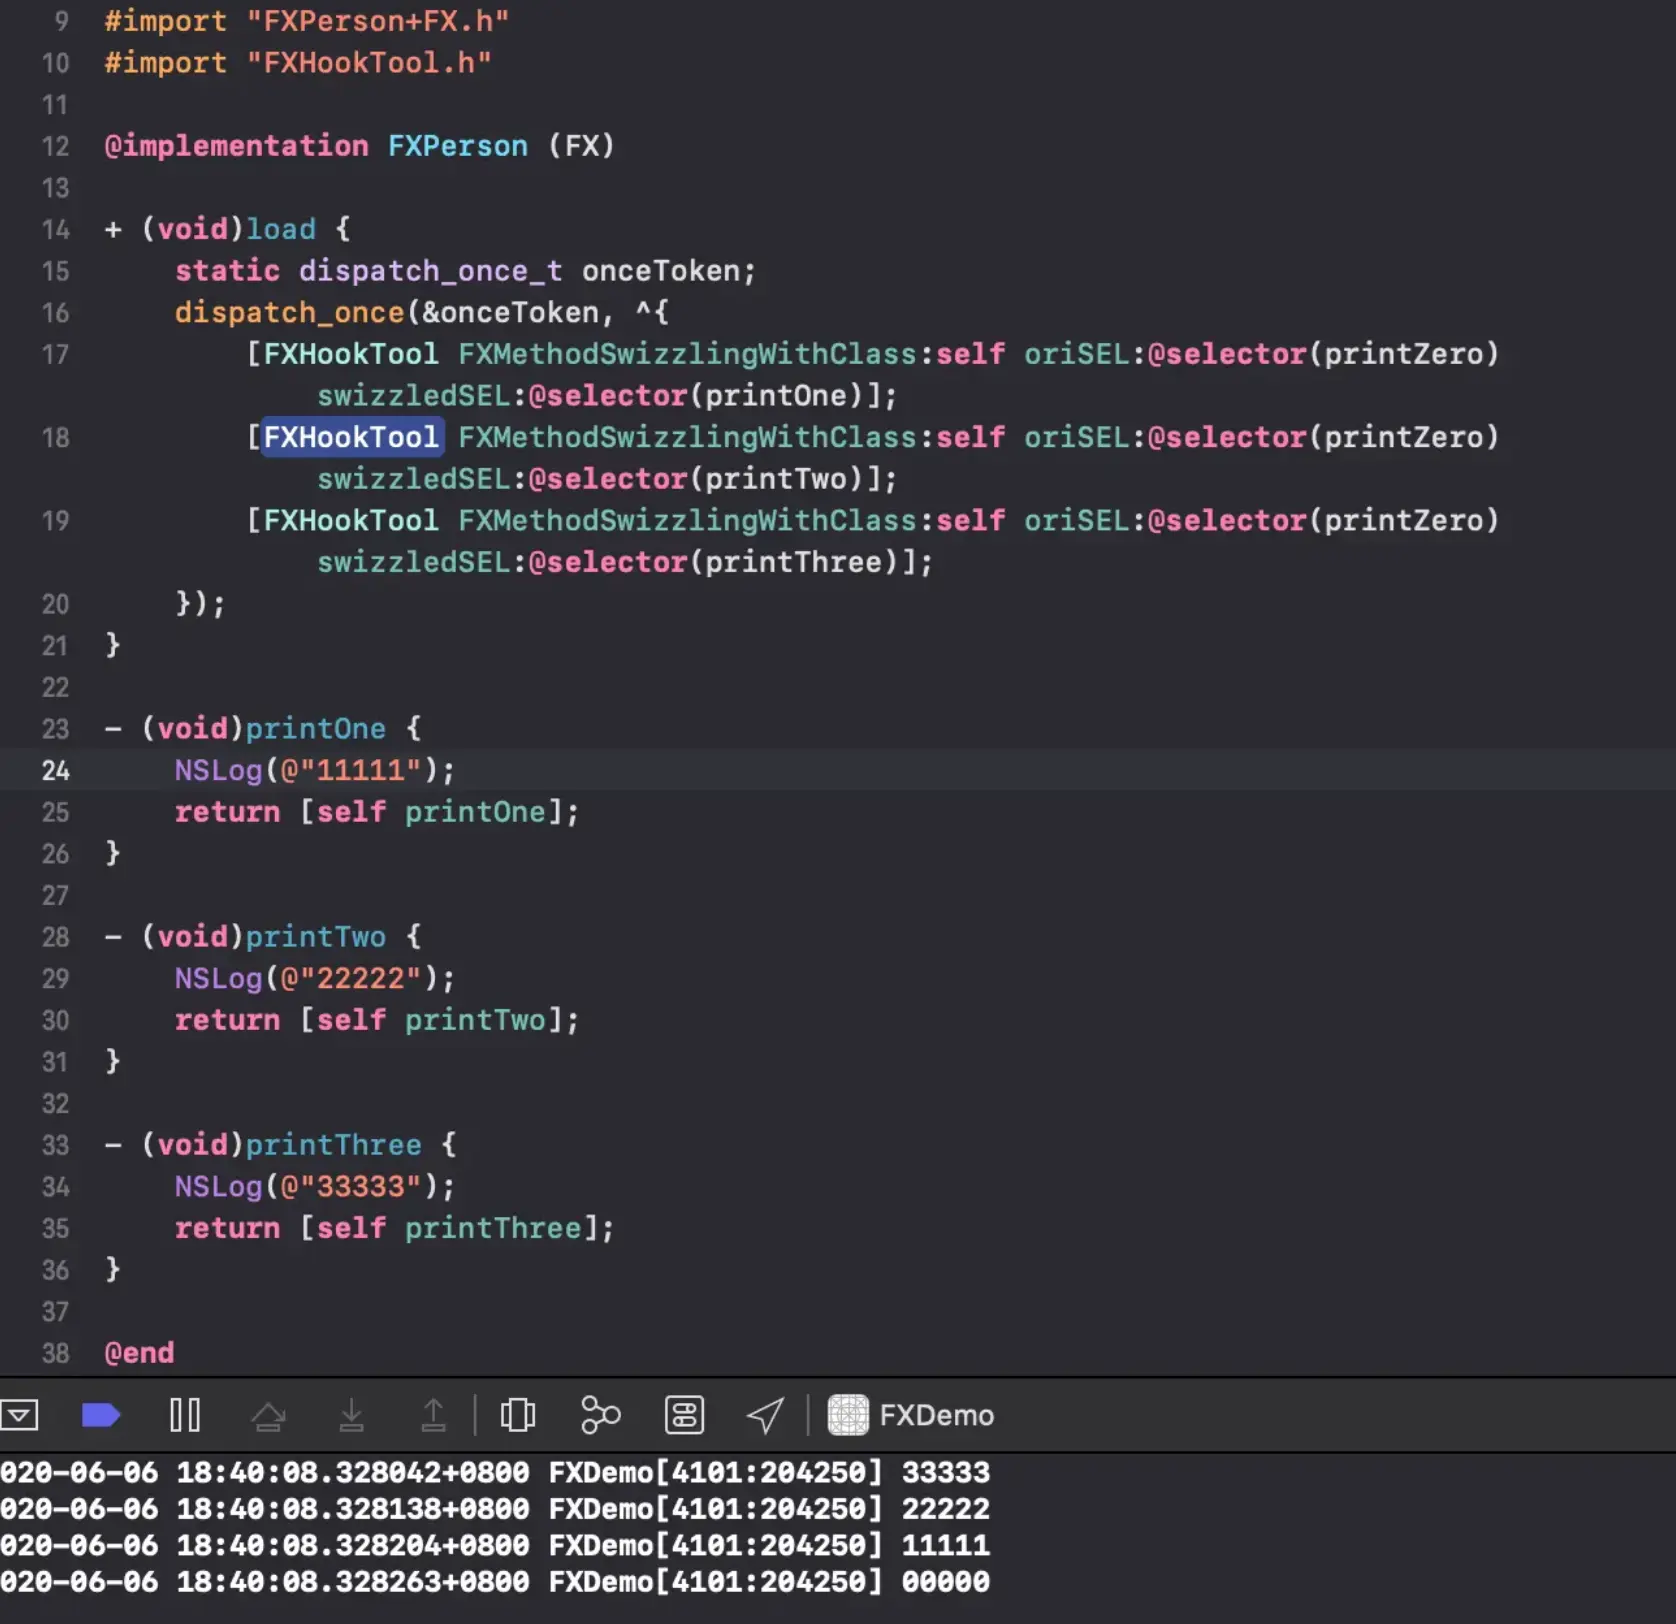 9 #import "FXPerson+FX.h"
10 #import "FXHookTool.h"
11
12 @implementation FXPerson (FX)
13
14 + (void)load {
15 static dispatch_once_t onceToken;
16 dispatch_once(&onceToken, ^{
17 [FXHookTool FXMethodSwizzlingWithClass:self oriSEL:@selector(printZero)
swizzledSEL:@selector(printOne)];
18 [FXHookTool FXMethodSwizzlingWithClass:self oriSEL:@selector(printZero)
swizzledSEL:@selector(printTwo)];
19 [FXHookTool FXMethodSwizzlingWithClass:self oriSEL:@selector(printZero)
swizzledSEL:@selector(printThree)];
20 });
21 }
22
23 - (void)printOne {
24 NSLog(@"11111");
25 return [self printOne];
26 }
27
28 - (void)printTwo {
29 NSLog(@"22222");
30 return [self printTwo];
31 }
32
33 - (void)printThree {
34 NSLog(@"33333");
35 return [self printThree];
36 }
37
38 @end
FXDemo
020-06-06 18:40:08.328042+0800 FXDemo[4101:204250] 33333
020-06-06 18:40:08.328138+0800 FXDemo[4101:204250] 22222
020-06-06 18:40:08.328204+0800 FXDemo[4101:204250] 11111
020-06-06 18:40:08.328263+0800 FXDemo[4101:204250] 00000